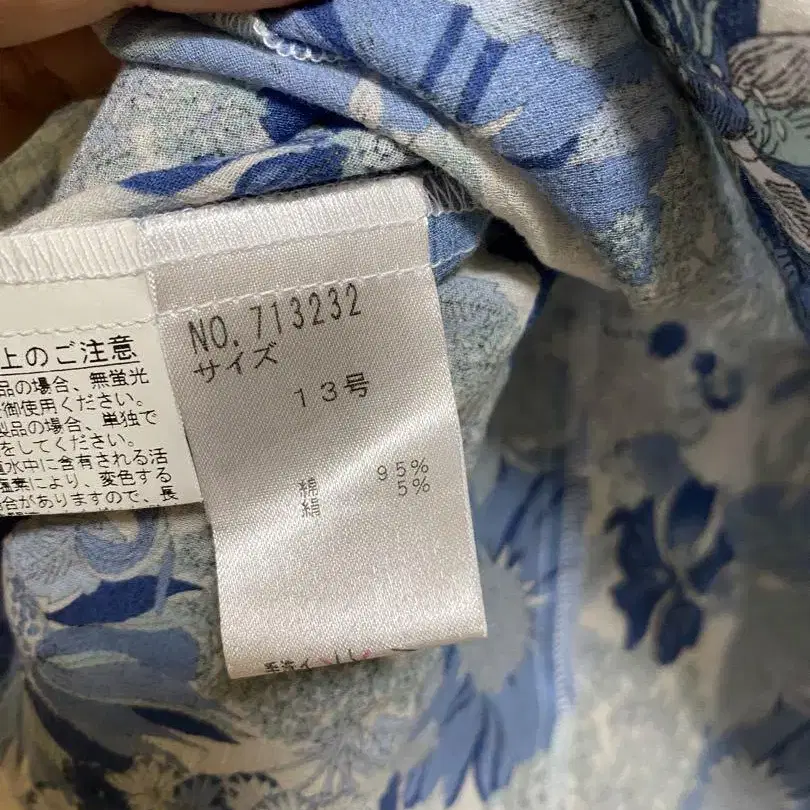 上のご注意
品の場合、無蛍光
御使用ください。
製品の場合、単独で
をしてください。
道水中に含有される活
塩素により、変色する
合がありますので、長
NO. 713232
サイズ
13号
綿 95%
絹 5%